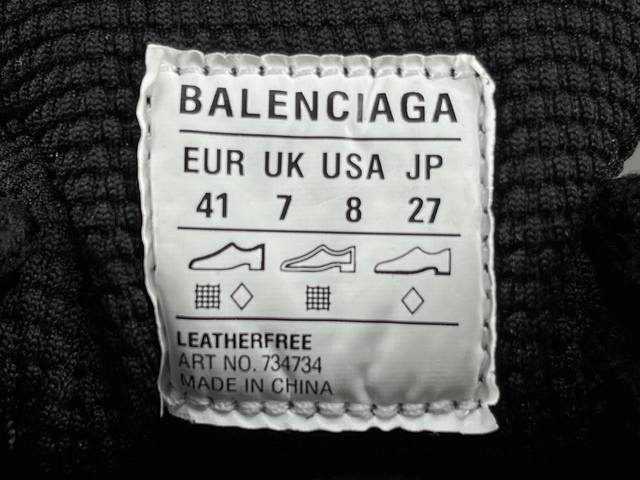 BALENCIAGA
EUR UK USA JP
41 7 8 27
LEATHERFREE
ART NO. 734734
MADE IN CHINA